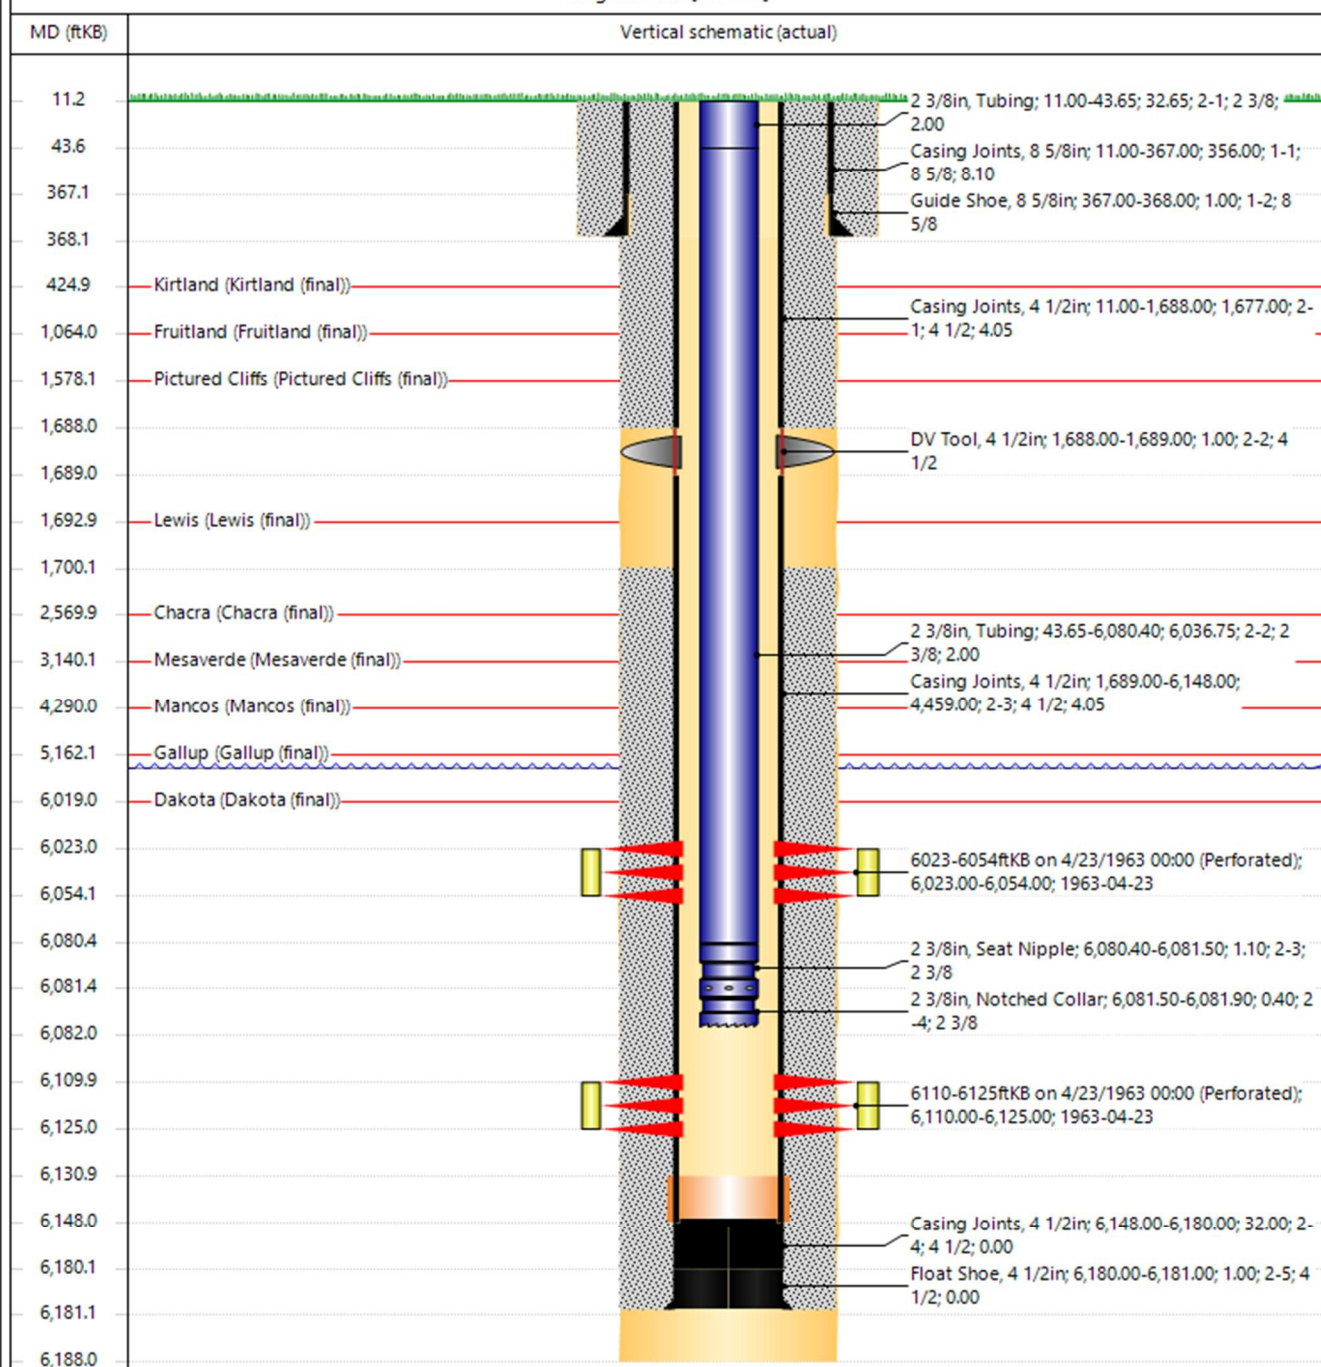 MD (ftKB)
Vertical schematic (actual)
11.2
43.6
367.1
368.1
424.9
1,064.0
1,578.1
1,688.0
1,689.0
1,692.9
1,700.1
2,569.9
3,140.1
4,290.0
5,162.1
6,019.0
6,023.0
6,054.1
6,080.4
6,081.4
6,082.0
6,109.9
6,125.0
6,130.9
6,148.0
6,180.1
6,181.1
6,188.0
Kirtland (Kirtland (final))
Fruitland (Fruitland (final))
Pictured Cliffs (Pictured Cliffs (final))
Lewis (Lewis (final))
Chacra (Chacra (final))
Mesaverde (Mesaverde (final))
Mancos (Mancos (final))
Gallup (Gallup (final))
Dakota (Dakota (final))
2 3/8in, Tubing; 11.00-43.65; 32.65; 2-1; 2 3/8;
2.00
Casing Joints, 8 5/8in; 11.00-367.00; 356.00; 1-1;
8 5/8; 8.10
Guide Shoe, 8 5/8in; 367.00-368.00; 1.00; 1-2; 8
5/8
Casing Joints, 4 1/2in; 11.00-1,688.00; 1,677.00; 2-
1; 4 1/2; 4.05
DV Tool, 4 1/2in; 1,688.00-1,689.00; 1.00; 2-2; 4
1/2
2 3/8in, Tubing; 43.65-6,080.40; 6,036.75; 2-2; 2
3/8; 2.00
Casing Joints, 4 1/2in; 1,689.00-6,148.00;
4,459.00; 2-3; 4 1/2; 4.05
6023-6054ftKB on 4/23/1963 00:00 (Perforated);
6,023.00-6,054.00; 1963-04-23
2 3/8in, Seat Nipple; 6,080.40-6,081.50; 1.10; 2-3;
2 3/8
2 3/8in, Notched Collar; 6,081.50-6,081.90; 0.40; 2
-4; 2 3/8
6110-6125ftKB on 4/23/1963 00:00 (Perforated);
6,110.00-6,125.00; 1963-04-23
Casing Joints, 4 1/2in; 6,148.00-6,180.00; 32.00; 2-
4; 4 1/2; 0.00
Float Shoe, 4 1/2in; 6,180.00-6,181.00; 1.00; 2-5; 4
1/2; 0.00